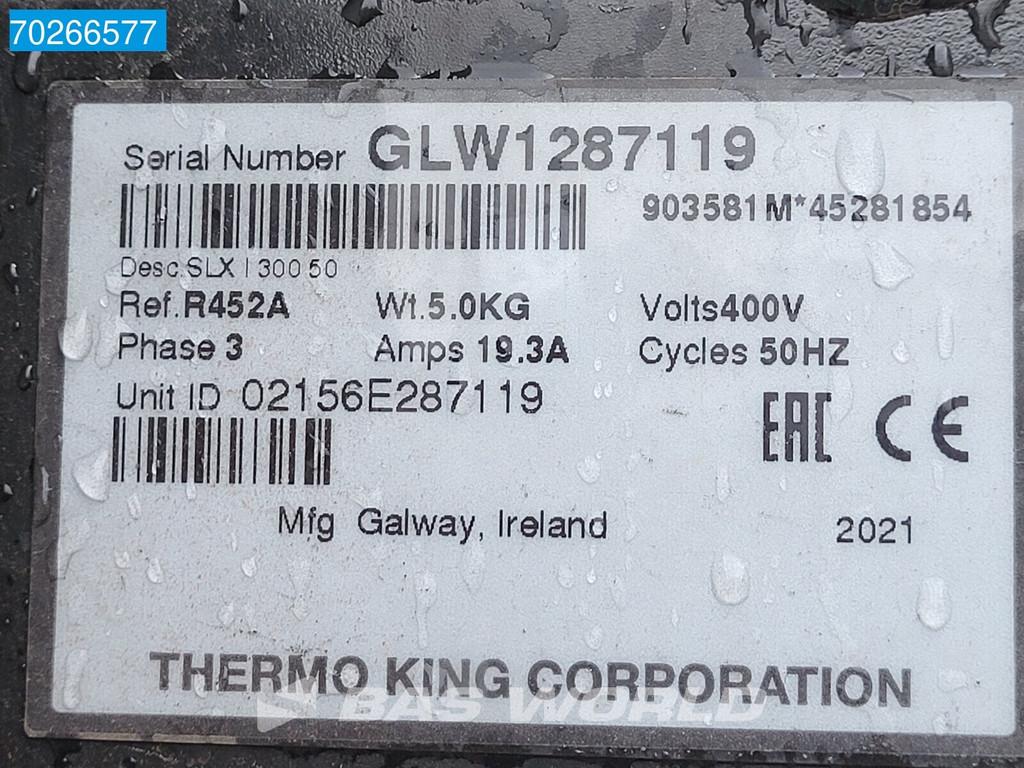 70266577
Serial Number GLW1287119
903581M*45281854
Desc.SLX I 300 50
Ref.R452A Wt.5.0KG Volts400V
Phase 3 Amps 19.3A Cycles 50HZ
Unit ID 02156E287119
EAC CE
Mfg Galway, Ireland 2021
THERMO KING CORPORATION
BAS WORLD